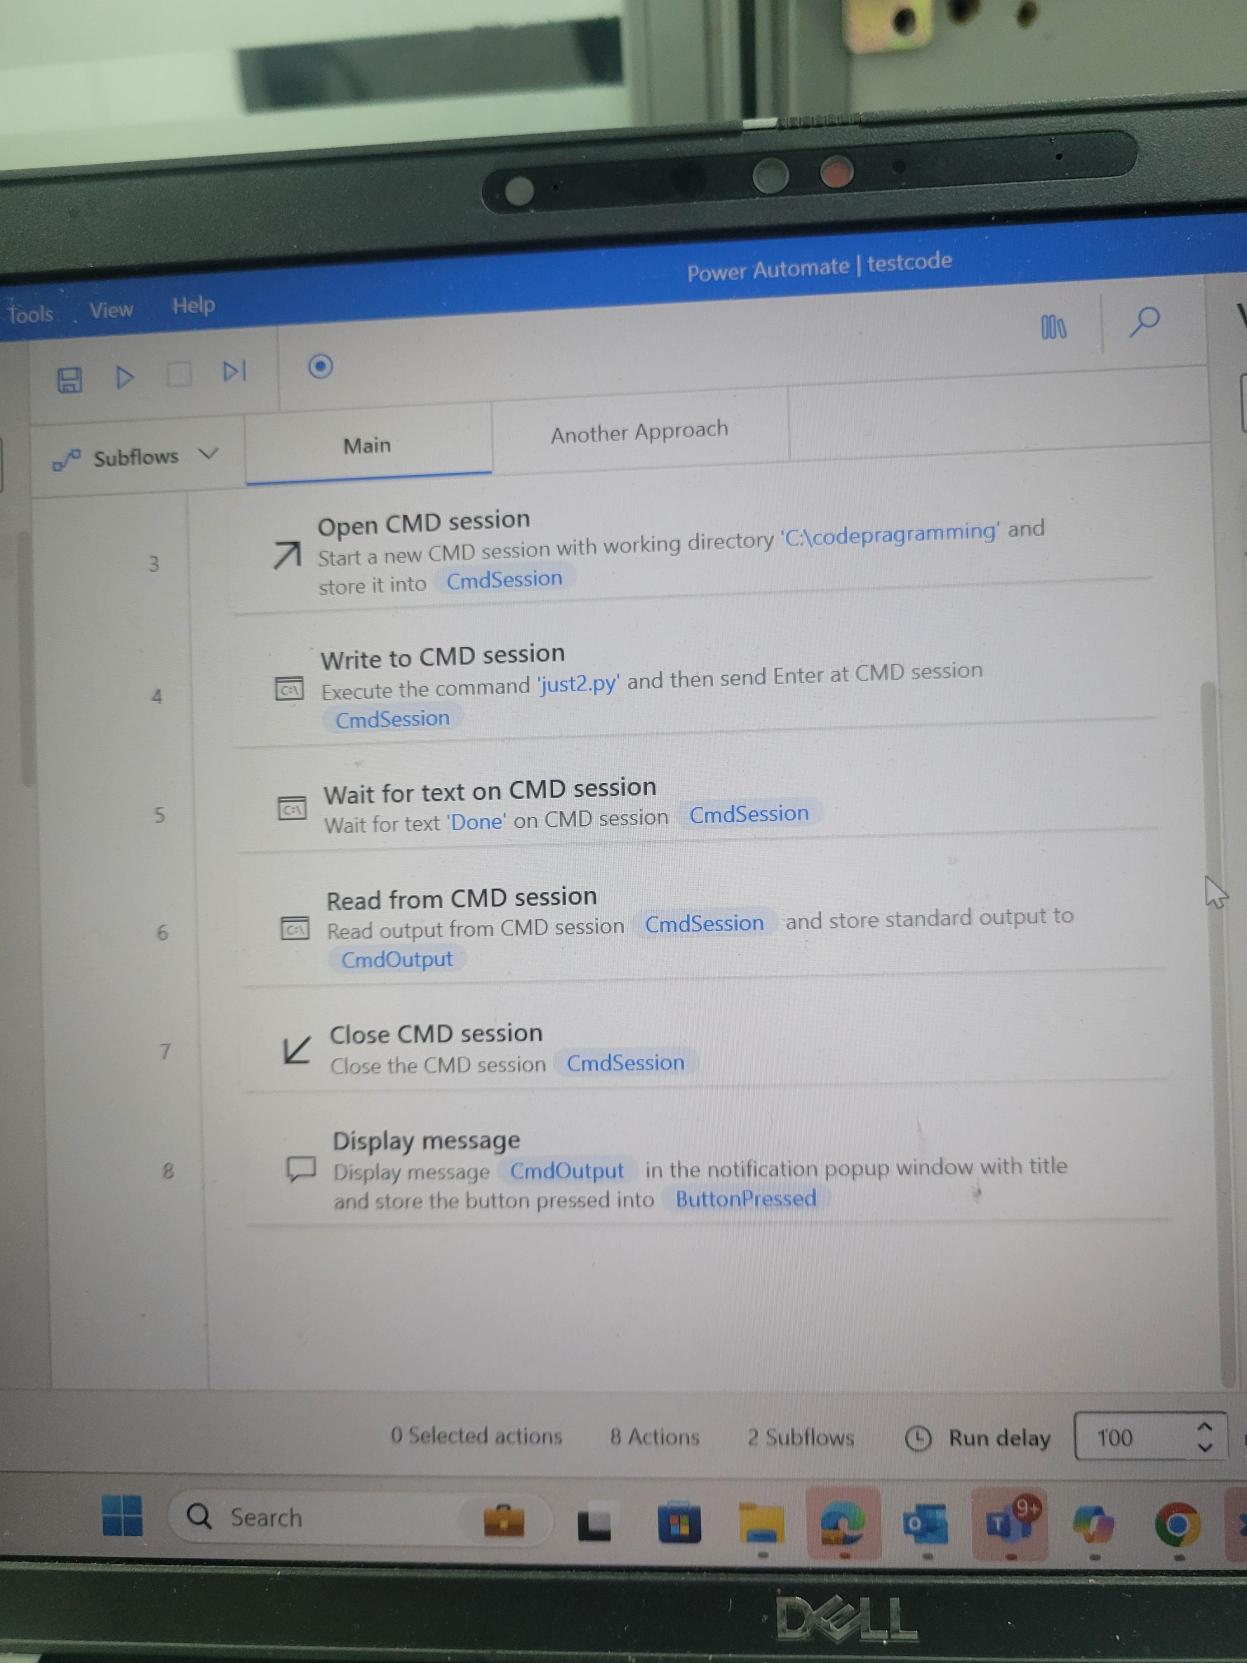 Power Automate | testcode
Tools View Help
Subflows Main Another Approach
3
Open CMD session
Start a new CMD session with working directory 'C:\codepragramming' and
store it into CmdSession
4
Write to CMD session
Execute the command 'just2.py' and then send Enter at CMD session
CmdSession
5
Wait for text on CMD session
Wait for text 'Done' on CMD session CmdSession
6
Read from CMD session
Read output from CMD session CmdSession and store standard output to
CmdOutput
7
Close CMD session
Close the CMD session CmdSession
8
Display message
Display message CmdOutput in the notification popup window with title
and store the button pressed into ButtonPressed
0 Selected actions 8 Actions 2 Subflows Run delay 100
Search 9+
DELL